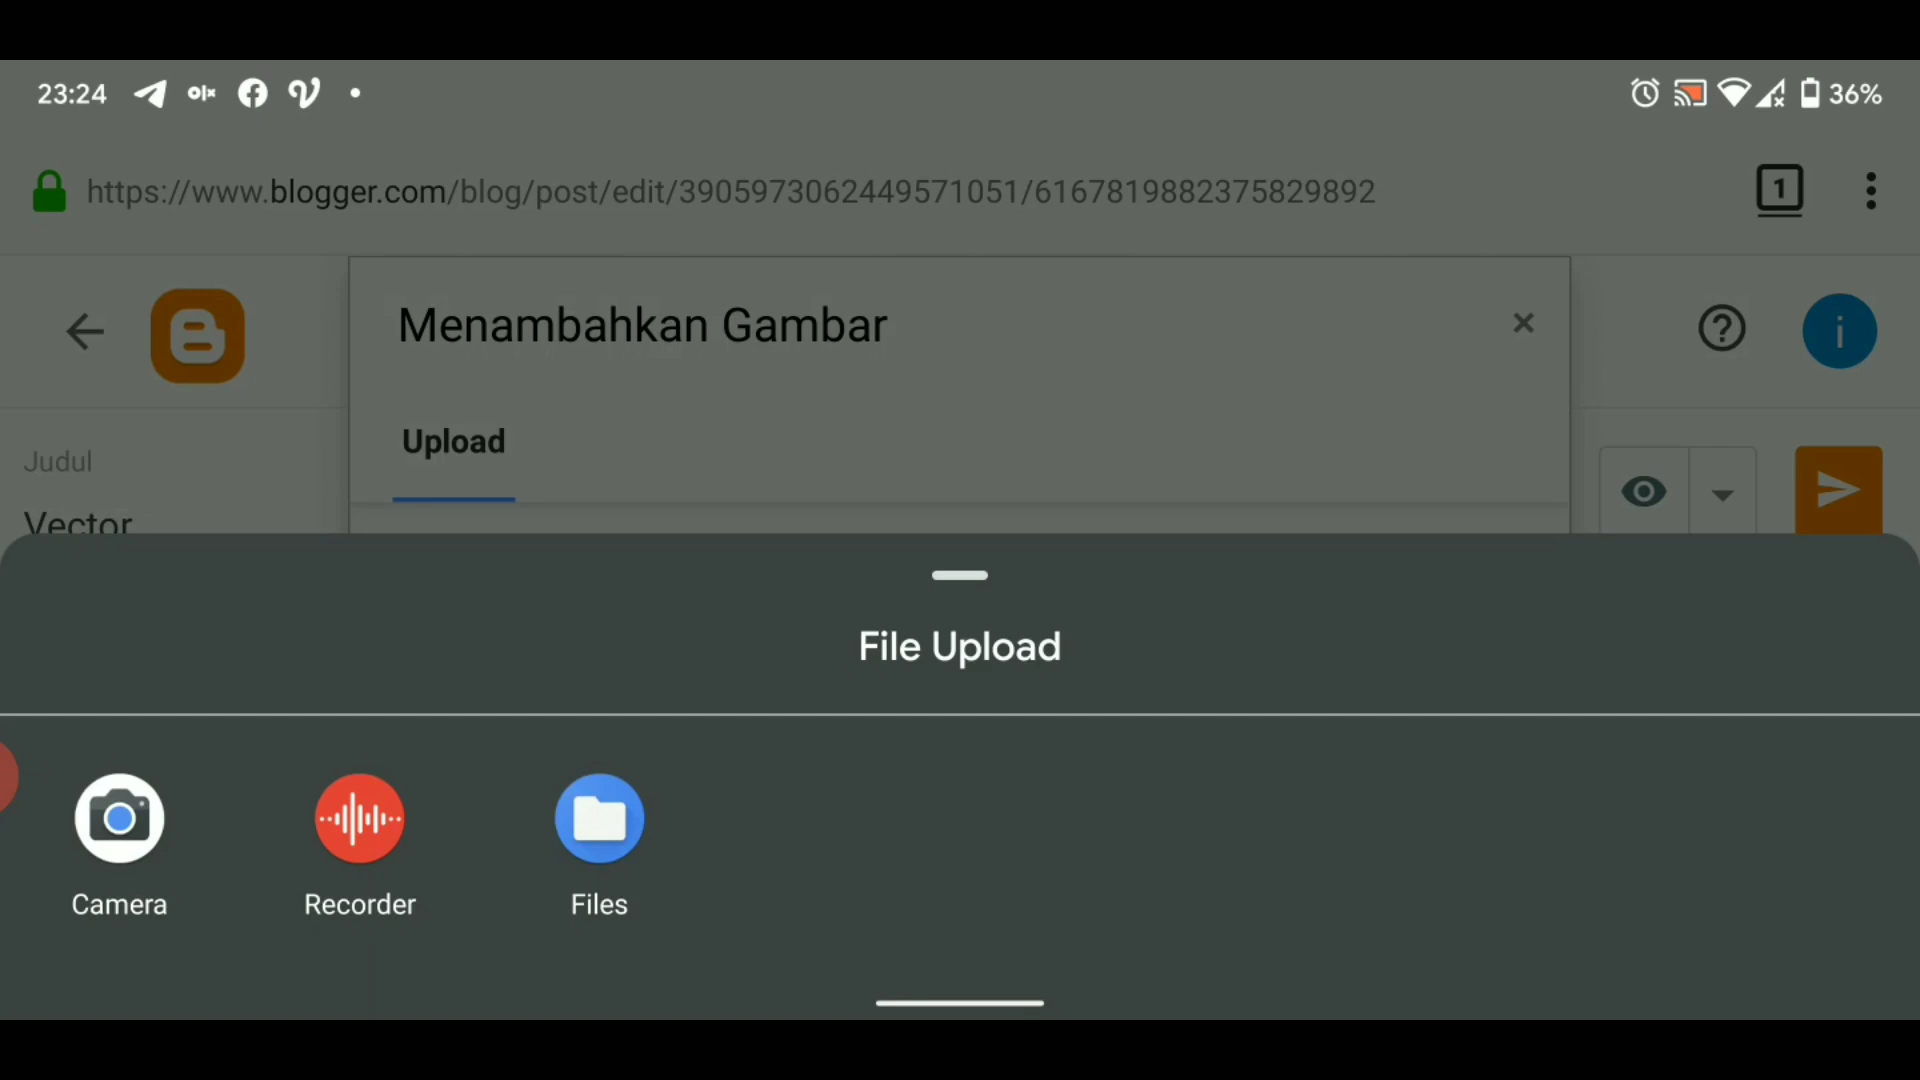 23:24 olx 36%
https://www.blogger.com/blog/post/edit/3905973062449571051/6167819882375829892 1
Menambahkan Gambar
i
Upload
Judul
Vector
File Upload
Camera Recorder Files